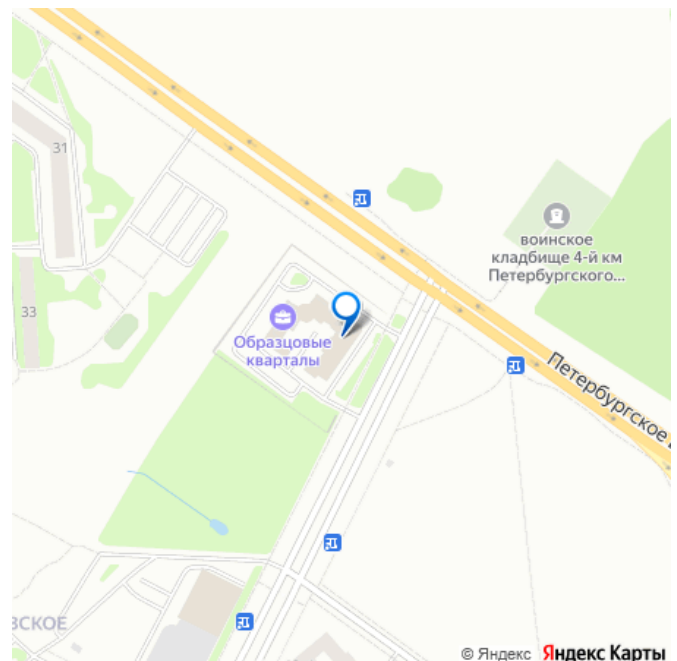 31
воинское
кладбище 4-й км
Петербургского...
33
Образцовые
кварталы
Петербургское
ВСКОЕ
© Яндекс Яндекс Карты